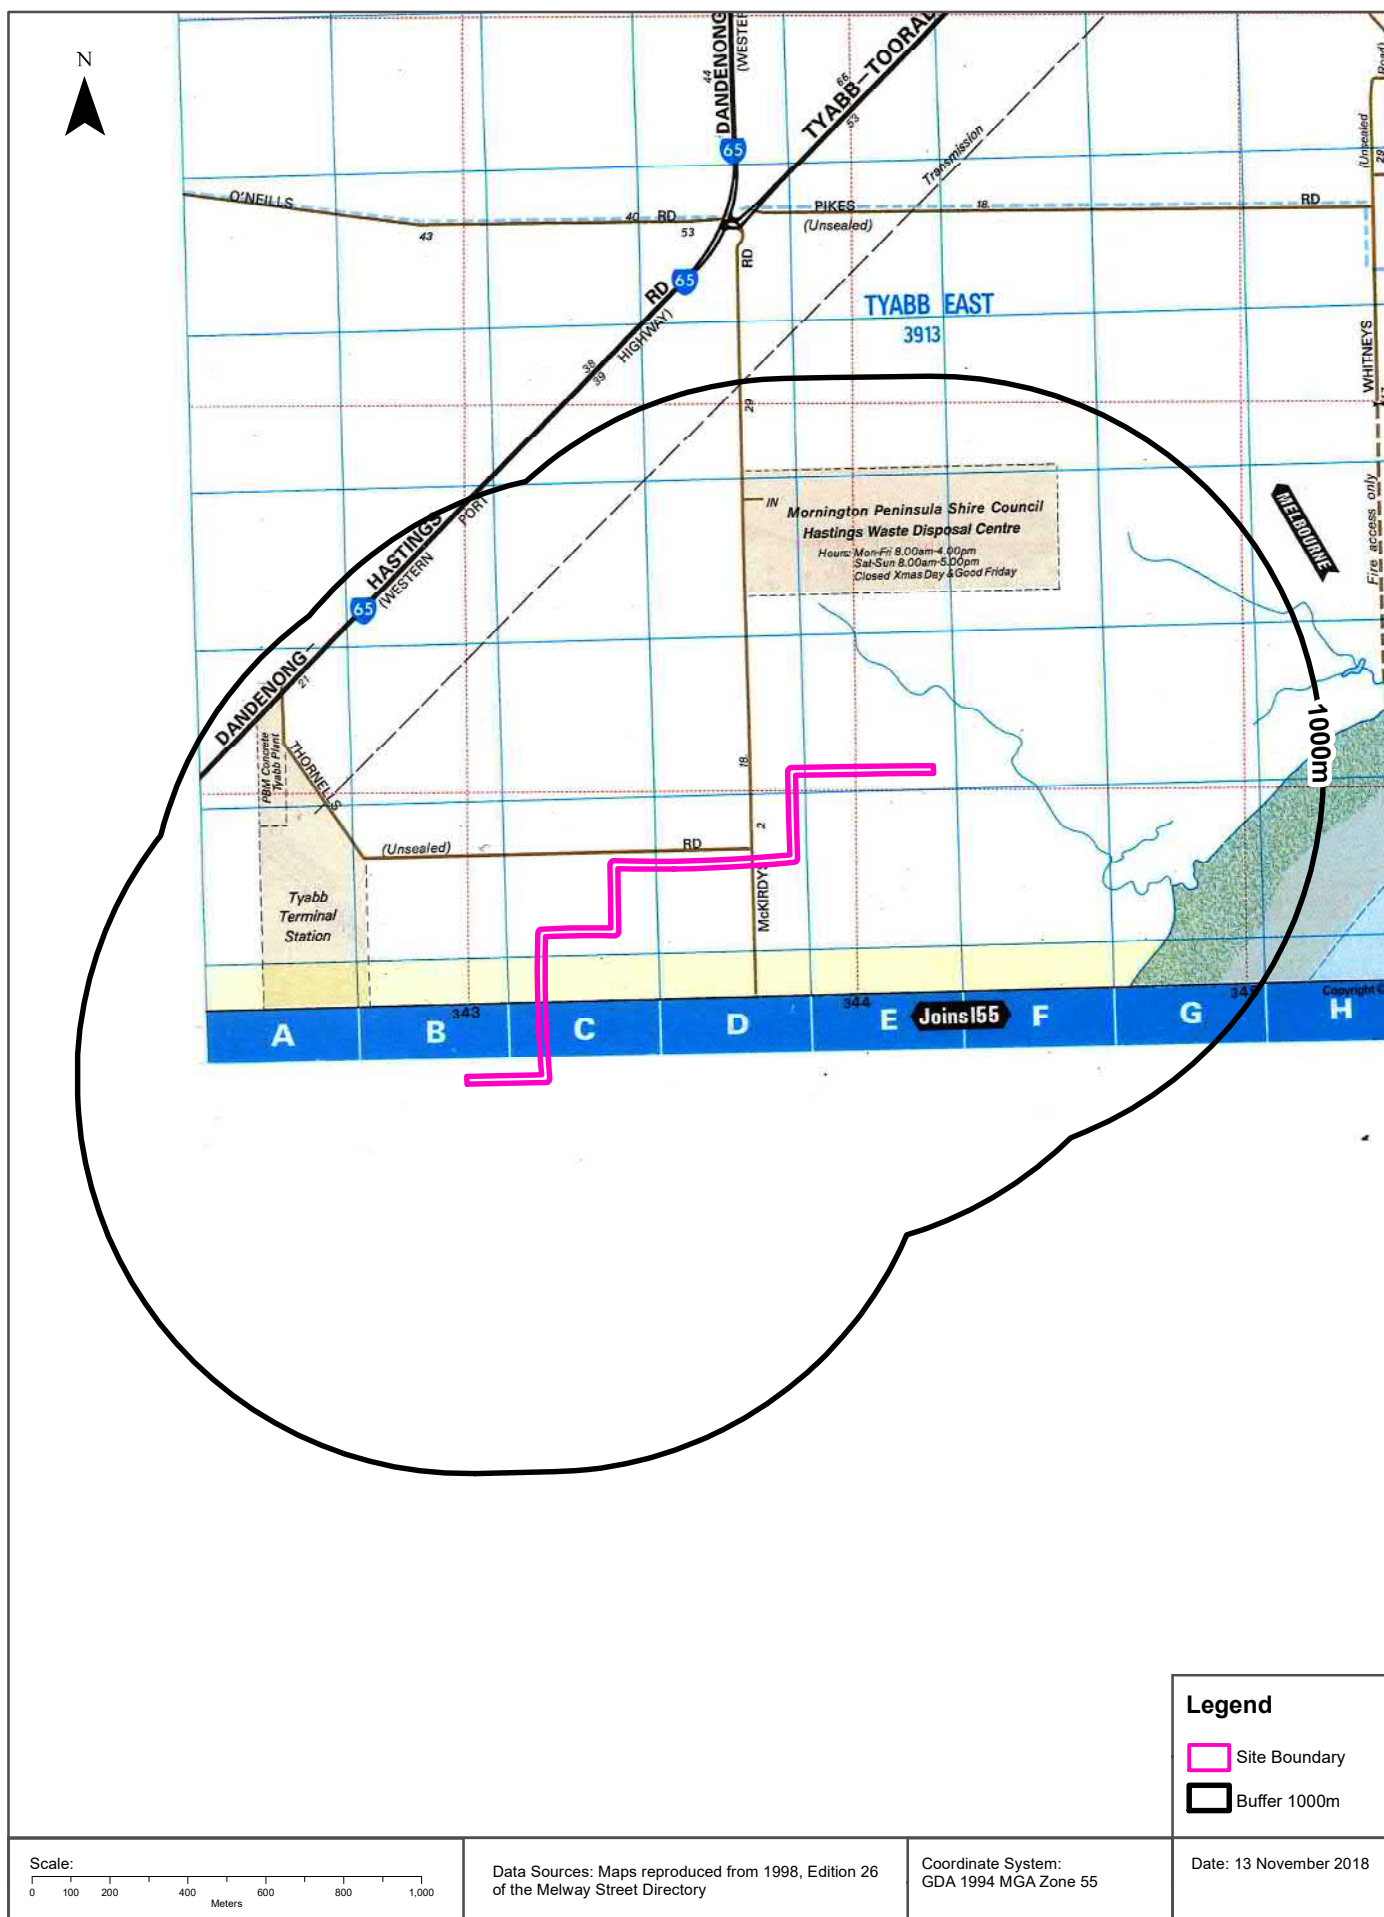 N
DANDENONG
(WESTE
44
TYABB-TOORAD
66
53
Transmission
65
O'NEILLS
43
40
RD
53
PIKES
(Unsealed)
18
RD
(Unsealed
Road)
29
RD
65
RD
HIGHWAY)
38
39
TYABB EAST
3913
WHITNEYS
29
IN
Mornington Peninsula Shire Council
Hastings Waste Disposal Centre
Hours: Mon-Fri 8.00am-4.00pm
Sat-Sun 8.00am-5.00pm
Closed Xmas Day & Good Friday
MELBOURNE
Fire access only
HASTINGS
PORT
(WESTERN
65
DANDENONG-
21
PBM Concrete
Tyabb Plant
THORNELLS
1000m
18
2
(Unsealed)
RD
McKIRDYS
Tyabb
Terminal
Station
343
344
345
Copyright ©
A
B
C
D
E
Joins 155
F
G
H
Legend
Site Boundary
Buffer 1000m
Scale:
0 100 200 400 600 800 1,000
Meters
Data Sources: Maps reproduced from 1998, Edition 26
of the Melway Street Directory
Coordinate System:
GDA 1994 MGA Zone 55
Date: 13 November 2018